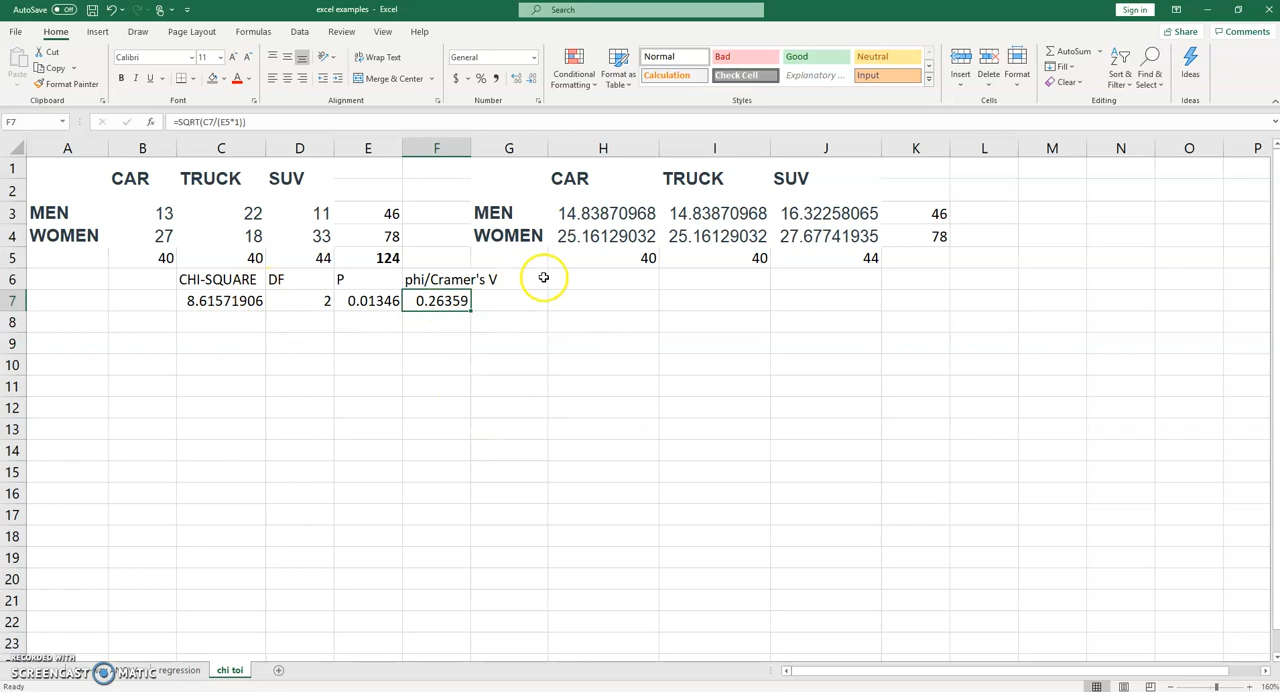 AutoSave Off excel examples - Excel Search Sign in
File Home Insert Draw Page Layout Formulas Data Review View Help Share Comments
Paste Cut Copy Format Painter Clipboard
Calibri 11 A A B I U A Font
ab Wrap Text Merge & Center Alignment
General $ % , Number
Conditional Formatting Format as Table
Normal Bad Good Neutral
Calculation Check Cell Explanatory ... Input
Styles
Insert Delete Format Cells
AutoSum Fill Clear Sort & Filter Find & Select Editing
Ideas Ideas
F7 fx =SQRT(C7/(E5*1))
A B C D E F G H I J K L M N O P
1 CAR TRUCK SUV CAR TRUCK SUV
2
3 MEN 13 22 11 46 MEN 14.83870968 14.83870968 16.32258065 46
4 WOMEN 27 18 33 78 WOMEN 25.16129032 25.16129032 27.67741935 78
5 40 40 44 124 40 40 44
6 CHI-SQUARE DF P phi/Cramer's V
7 8.61571906 2 0.01346 0.26359
8
9
10
11
12
13
14
15
16
17
18
19
20
21
22
23
RECORDED WITH
SCREENCAST MATIC regression chi toi
Ready 160%